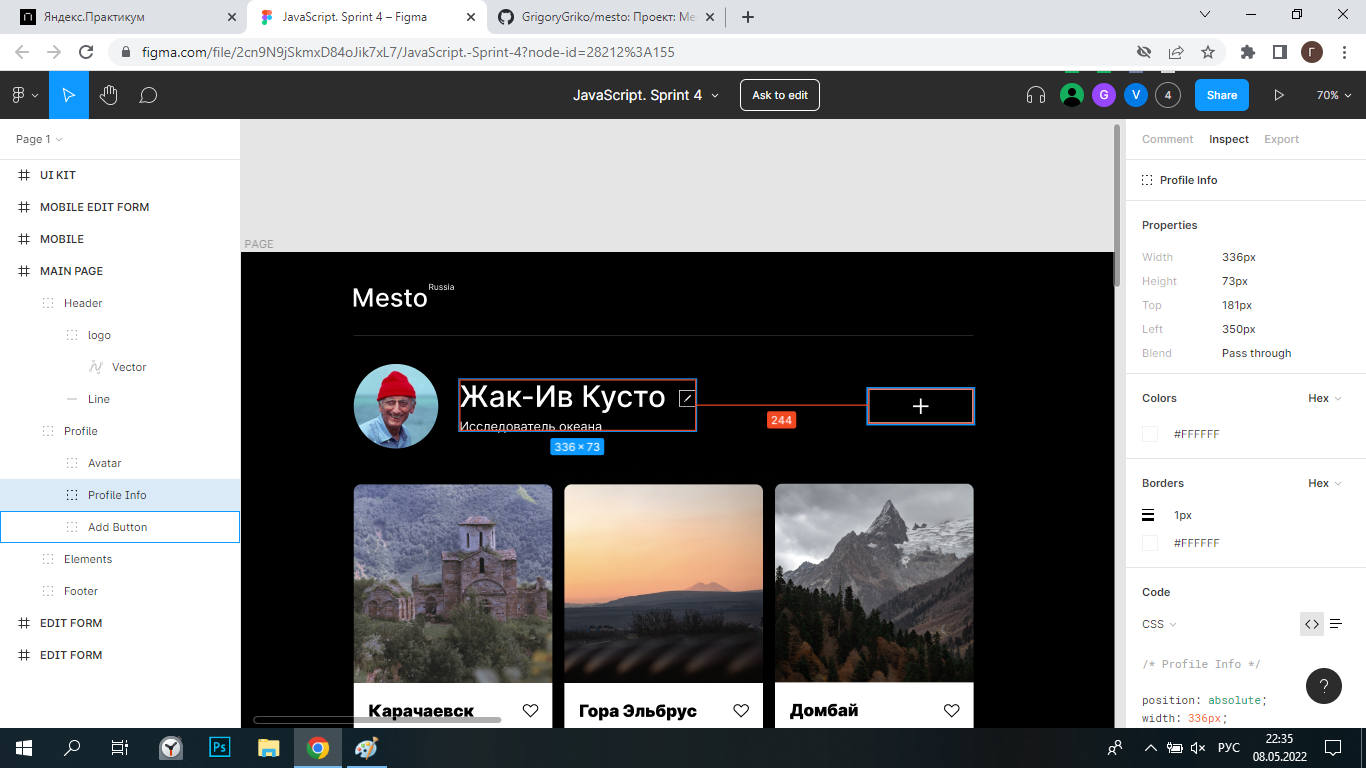 Яндекс.Практикум
JavaScript. Sprint 4 – Figma
GrigoryGriko/mesto: Проект: Ме
figma.com/file/2cn9N9jSkmxD84oJik7xL7/JavaScript.-Sprint-4?node-id=28212%3A155
Г
JavaScript. Sprint 4
Ask to edit
G
V
4
Share
70%
Page 1
UI KIT
MOBILE EDIT FORM
MOBILE
MAIN PAGE
Header
logo
Vector
Line
Profile
Avatar
Profile Info
Add Button
Elements
Footer
EDIT FORM
EDIT FORM
PAGE
Mesto
Russia
Жак-Ив Кусто
Исследователь океана
336 × 73
244
Карачаевск
Гора Эльбрус
Домбай
Comment Inspect Export
Profile Info
Properties
Width 336px
Height 73px
Top 181px
Left 350px
Blend Pass through
Colors Hex
#FFFFFF
Borders Hex
1px
#FFFFFF
Code
CSS
/* Profile Info */
position: absolute;
width: 336px;
?
Ps
РУС
22:35
08.05.2022